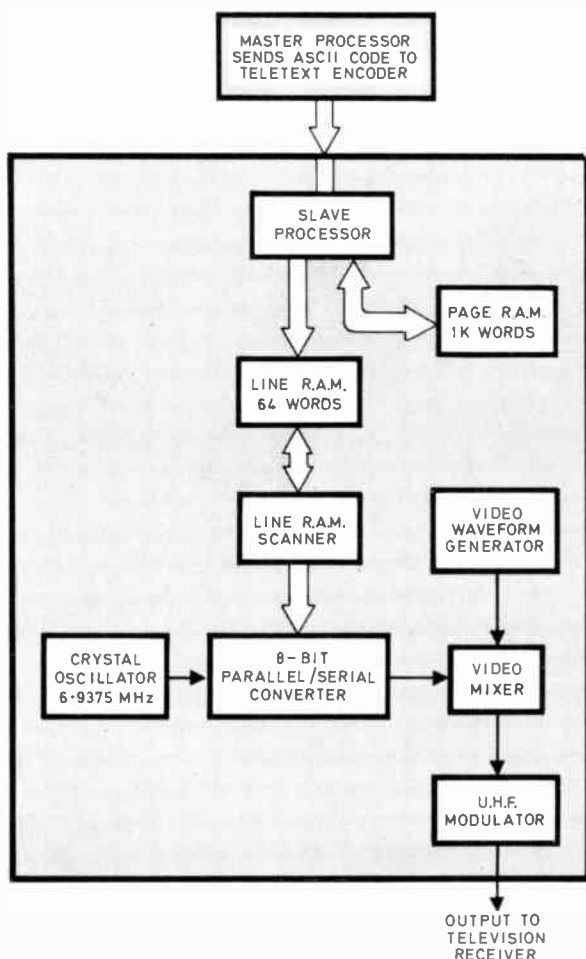 MASTER PROCESSOR
SENDS ASCII CODE TO
TELETEXT ENCODER
SLAVE
PROCESSOR
PAGE R.A.M.
1K WORDS
LINE R.A.M.
64 WORDS
LINE R.A.M.
SCANNER
VIDEO
WAVEFORM
GENERATOR
CRYSTAL
OSCILLATOR
6·9375 MHz
8-BIT
PARALLEL/SERIAL
CONVERTER
VIDEO
MIXER
U.H.F.
MODULATOR
OUTPUT TO
TELEVISION
RECEIVER